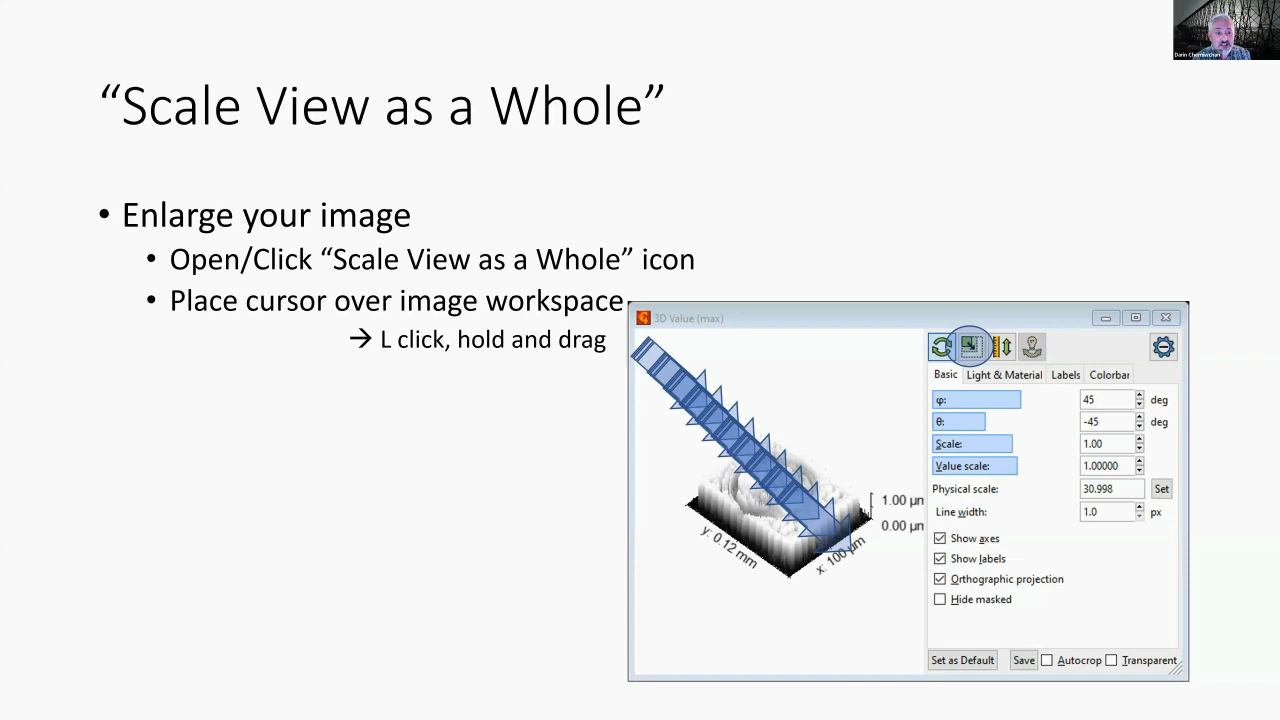 Darin Cherniwchan
“Scale View as a Whole”
• Enlarge your image
• Open/Click “Scale View as a Whole” icon
• Place cursor over image workspace
→ L click, hold and drag
3D Value (max)
Basic Light & Material Labels Colorbar
φ: 45 deg
θ: -45 deg
Scale: 1.00
Value scale: 1.00000
Physical scale: 30.998 Set
Line width: 1.0 px
Show axes
Show labels
Orthographic projection
Hide masked
1.00 µm
0.00 µm
y: 0.12 mm
x: 100 µm
Set as Default Save Autocrop Transparent